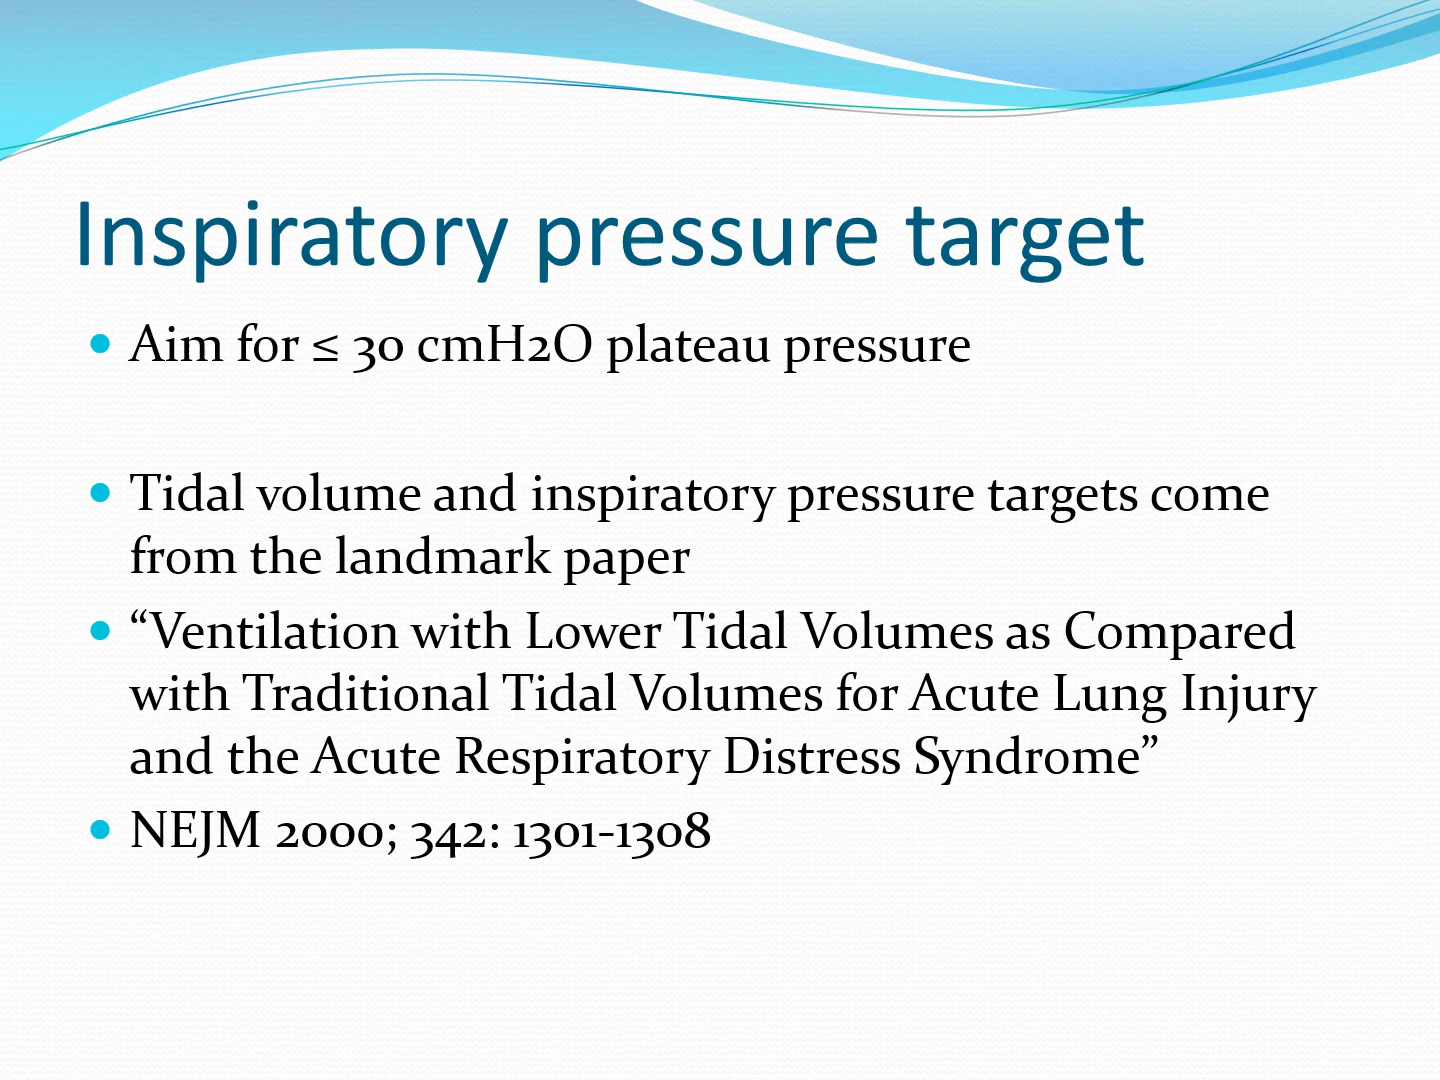 Inspiratory pressure target
• Aim for ≤ 30 cmH2O plateau pressure
• Tidal volume and inspiratory pressure targets come
from the landmark paper
• “Ventilation with Lower Tidal Volumes as Compared
with Traditional Tidal Volumes for Acute Lung Injury
and the Acute Respiratory Distress Syndrome”
• NEJM 2000; 342: 1301-1308